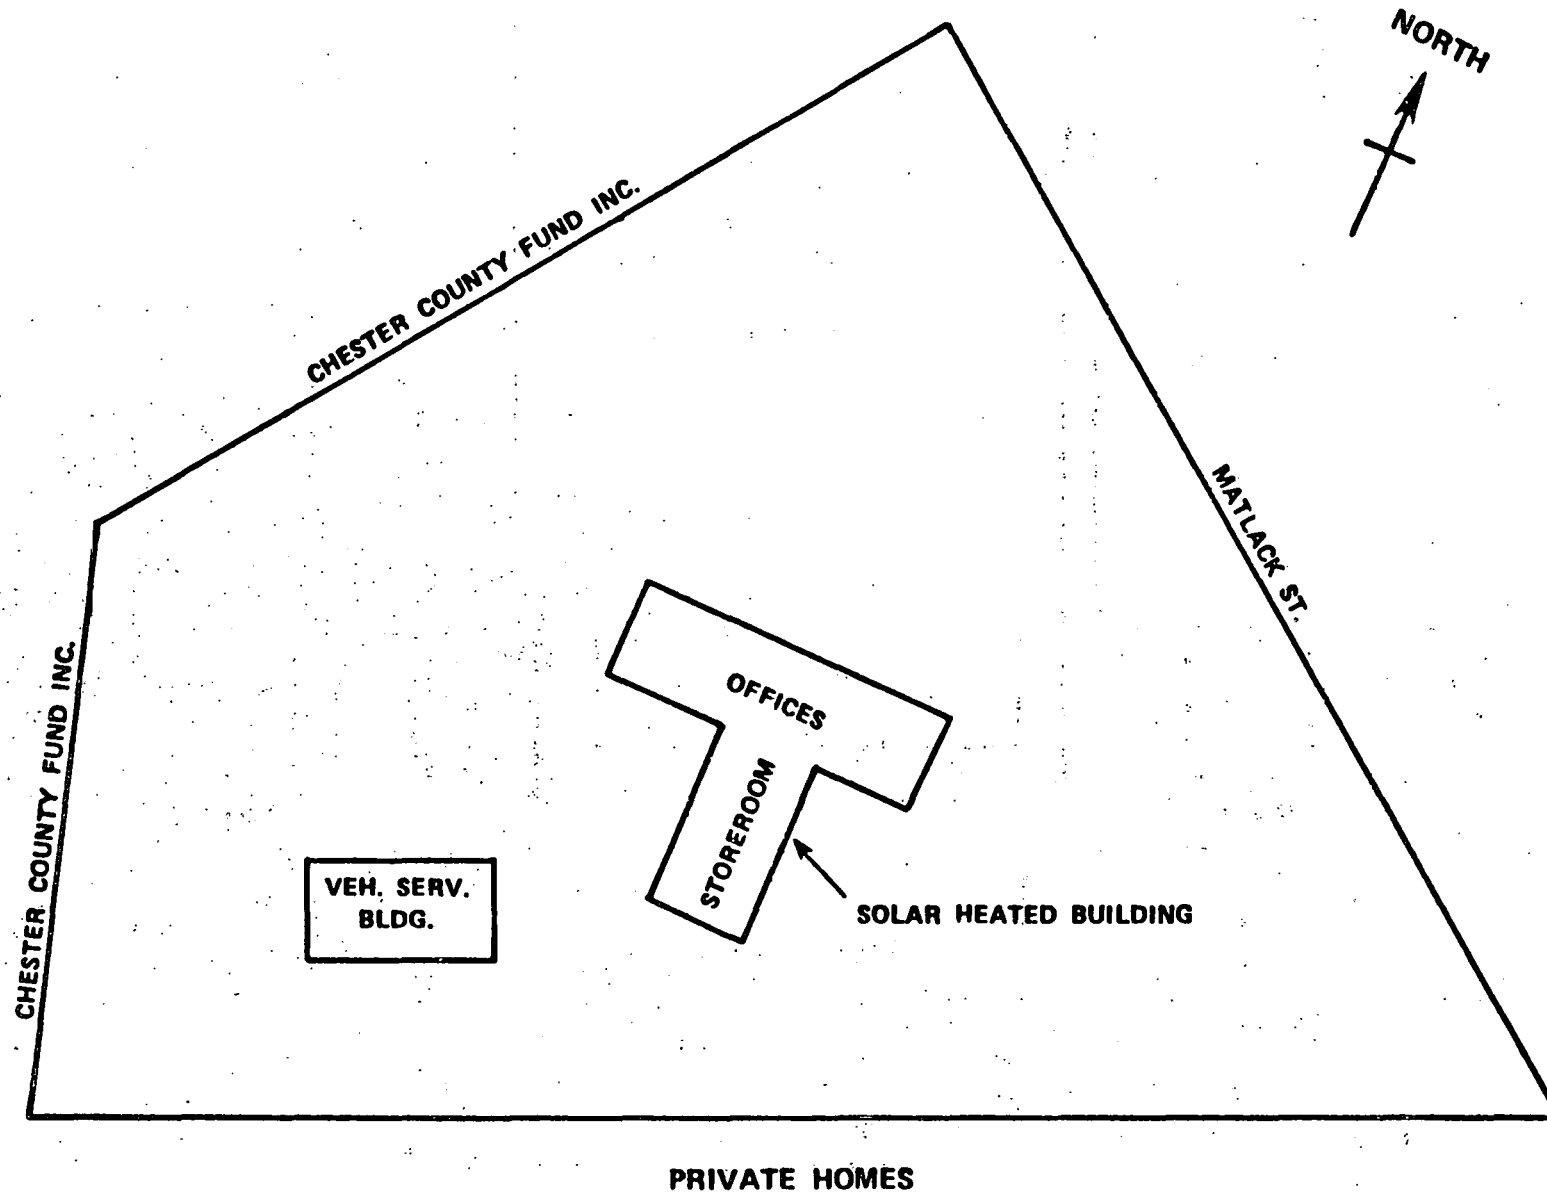 NORTH
CHESTER COUNTY FUND INC.
MATLACK ST.
CHESTER COUNTY FUND INC.
OFFICES
STOREROOM
VEH. SERV.
BLDG.
SOLAR HEATED BUILDING
PRIVATE HOMES